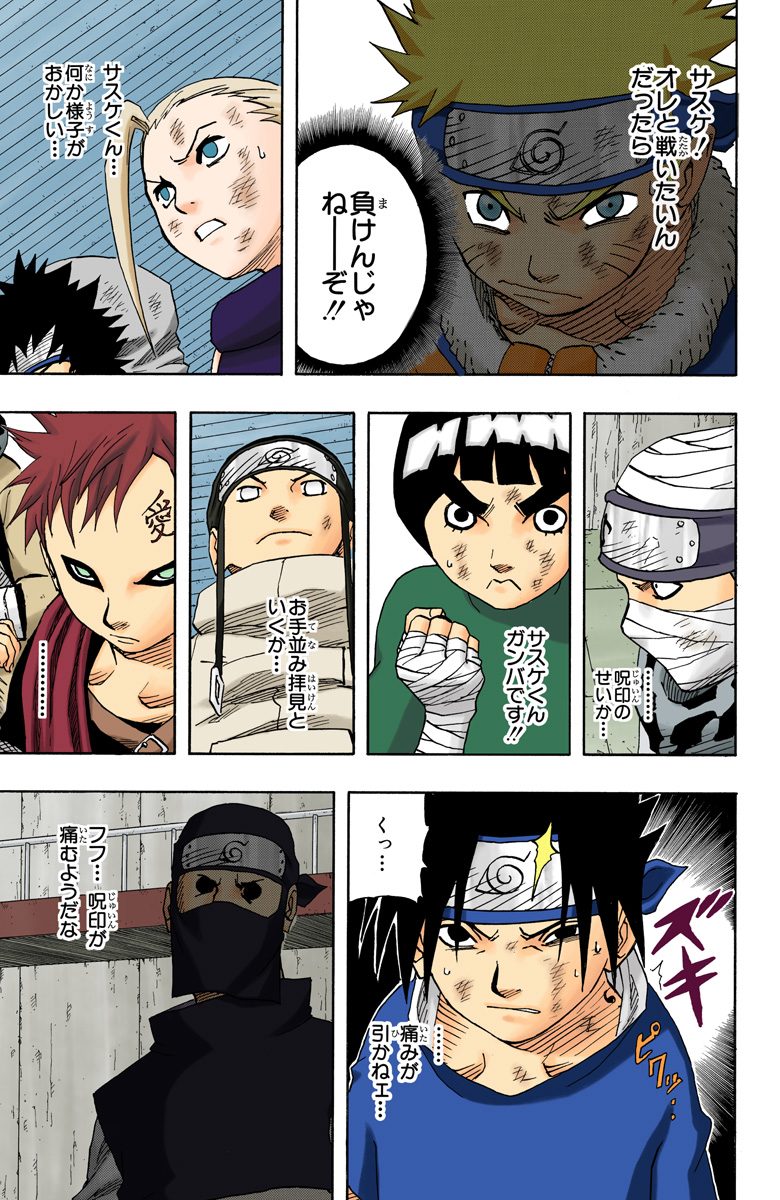 サスケ!
オレと戦いたいん
だったら
負けんじゃ
ねーーぞ!!
サスケくん…
何か様子が
おかしい…
………
呪印の
せいか…
サスケくん
ガンバです!!
お手並み拝見と
いくか…
愛
…………
くっ…
ズキ
ピクッ…
……
痛みが
引かねェ…
フフ…呪印が
痛むようだな